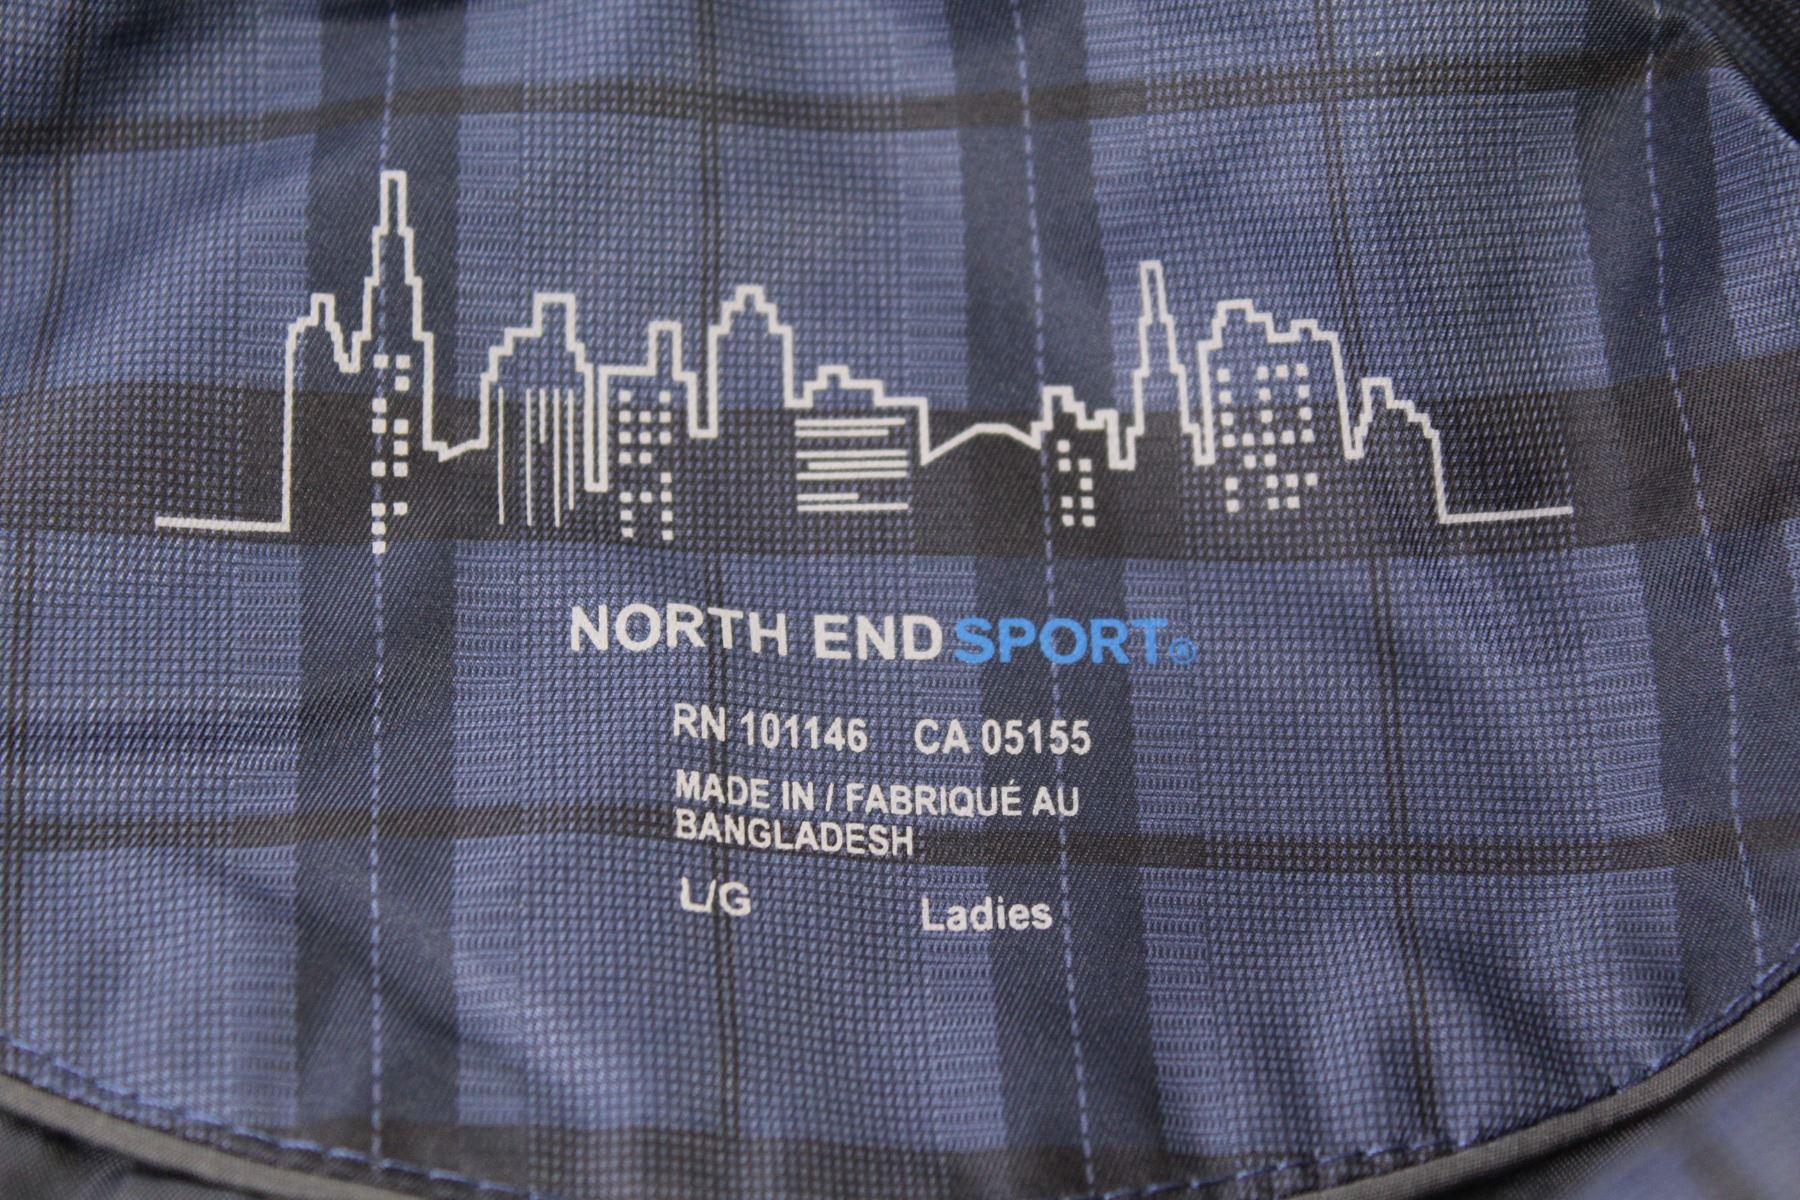 NORTH END SPORT®
RN 101146 CA 05155
MADE IN / FABRIQUÉ AU
BANGLADESH
L/G Ladies